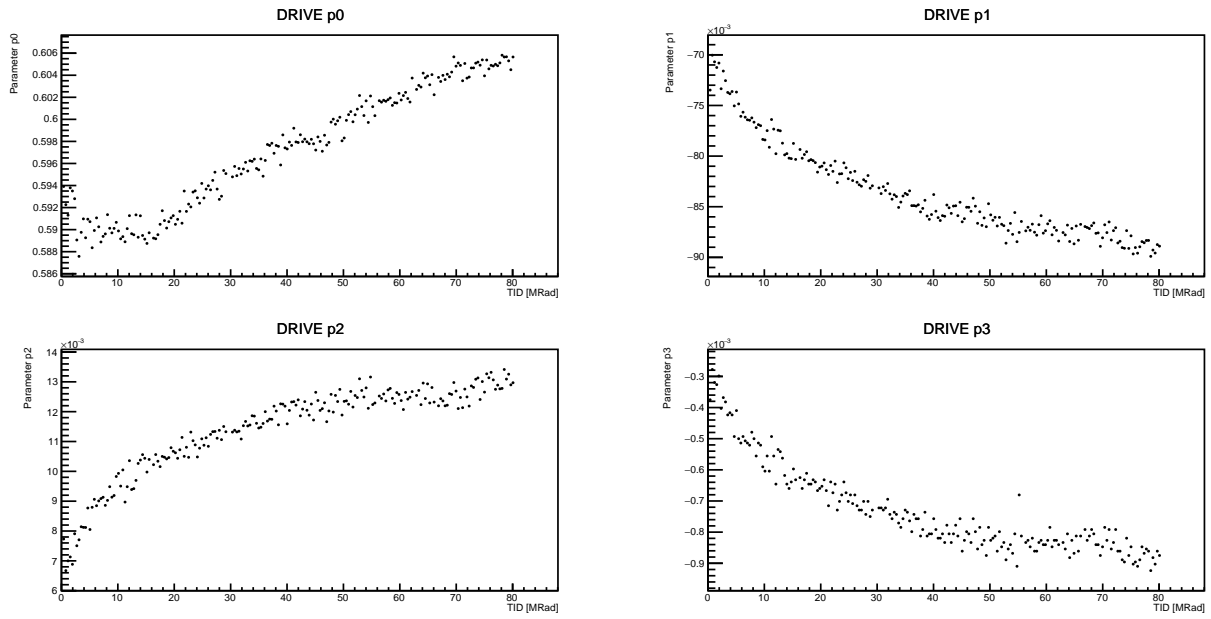 DRIVE p0
Parameter p0
0.606
0.604
0.602
0.6
0.598
0.596
0.594
0.592
0.59
0.588
0.586
0 10 20 30 40 50 60 70 80
TID [MRad]
DRIVE p1
×10⁻³
Parameter p1
−70
−75
−80
−85
−90
0 10 20 30 40 50 60 70 80
TID [MRad]
DRIVE p2
×10⁻³
Parameter p2
14
13
12
11
10
9
8
7
6
0 10 20 30 40 50 60 70 80
TID [MRad]
DRIVE p3
×10⁻³
Parameter p3
−0.3
−0.4
−0.5
−0.6
−0.7
−0.8
−0.9
0 10 20 30 40 50 60 70 80
TID [MRad]